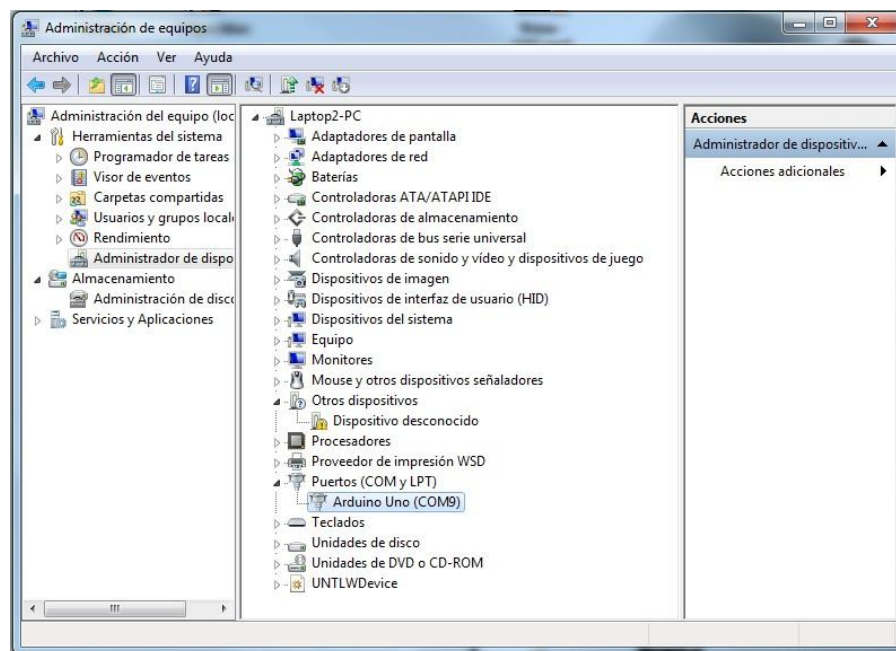 Administración de equipos
Archivo Acción Ver Ayuda
Administración del equipo (loc
Herramientas del sistema
Programador de tareas
Visor de eventos
Carpetas compartidas
Usuarios y grupos locale
Rendimiento
Administrador de dispo
Almacenamiento
Administración de disco
Servicios y Aplicaciones
Laptop2-PC
Adaptadores de pantalla
Adaptadores de red
Baterías
Controladoras ATA/ATAPI IDE
Controladoras de almacenamiento
Controladoras de bus serie universal
Controladoras de sonido y vídeo y dispositivos de juego
Dispositivos de imagen
Dispositivos de interfaz de usuario (HID)
Dispositivos del sistema
Equipo
Monitores
Mouse y otros dispositivos señaladores
Otros dispositivos
Dispositivo desconocido
Procesadores
Proveedor de impresión WSD
Puertos (COM y LPT)
Arduino Uno (COM9)
Teclados
Unidades de disco
Unidades de DVD o CD-ROM
UNTLWDevice
Acciones
Administrador de dispositiv...
Acciones adicionales